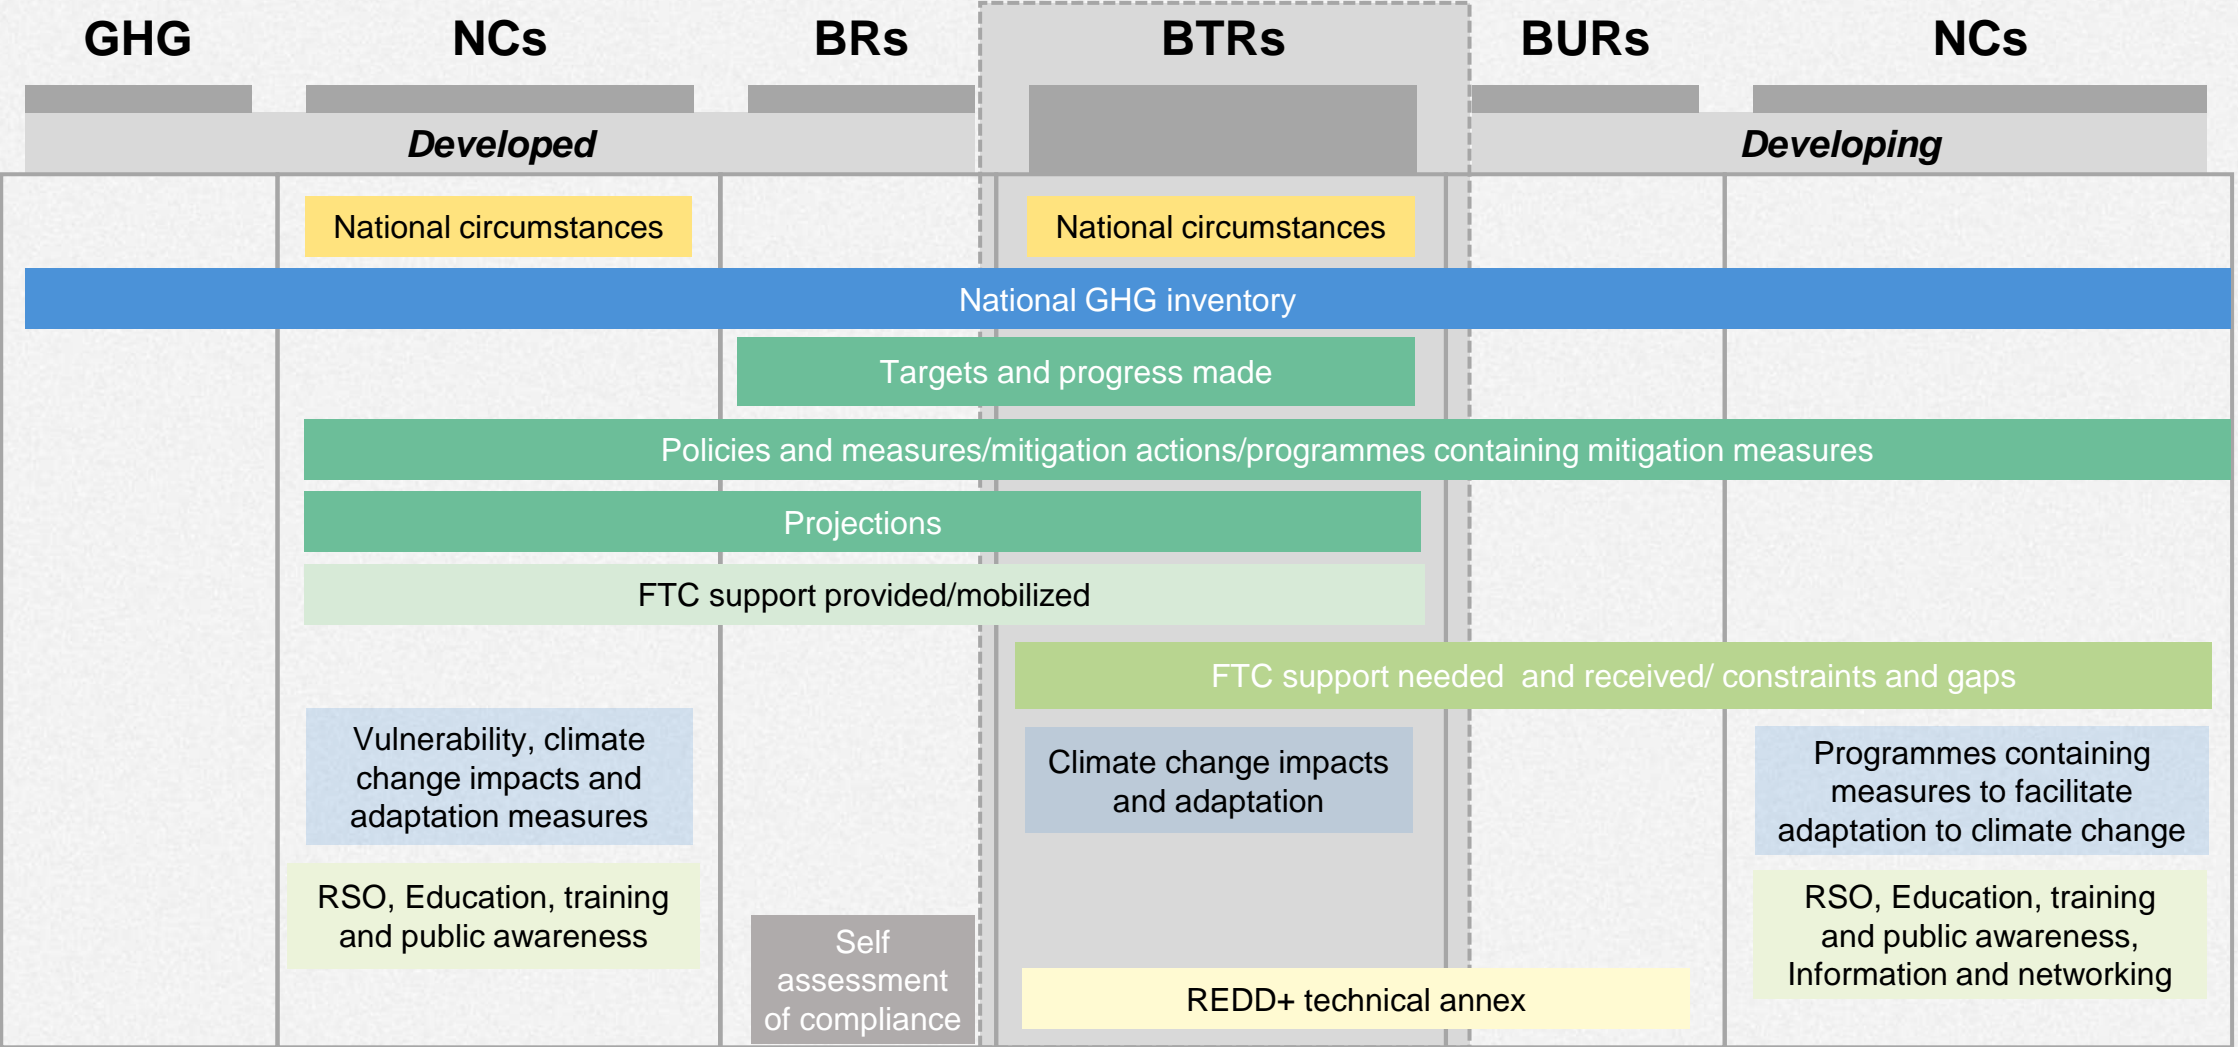 GHG NCs BRs BTRs BURs NCs
Developed Developing
National circumstances National circumstances
National GHG inventory
Targets and progress made
Policies and measures/mitigation actions/programmes containing mitigation measures
Projections
FTC support provided/mobilized
FTC support needed and received/ constraints and gaps
Vulnerability, climate
change impacts and
adaptation measures
Climate change impacts
and adaptation
Programmes containing
measures to facilitate
adaptation to climate change
RSO, Education, training
and public awareness
Self
assessment
of compliance
REDD+ technical annex
RSO, Education, training
and public awareness,
Information and networking